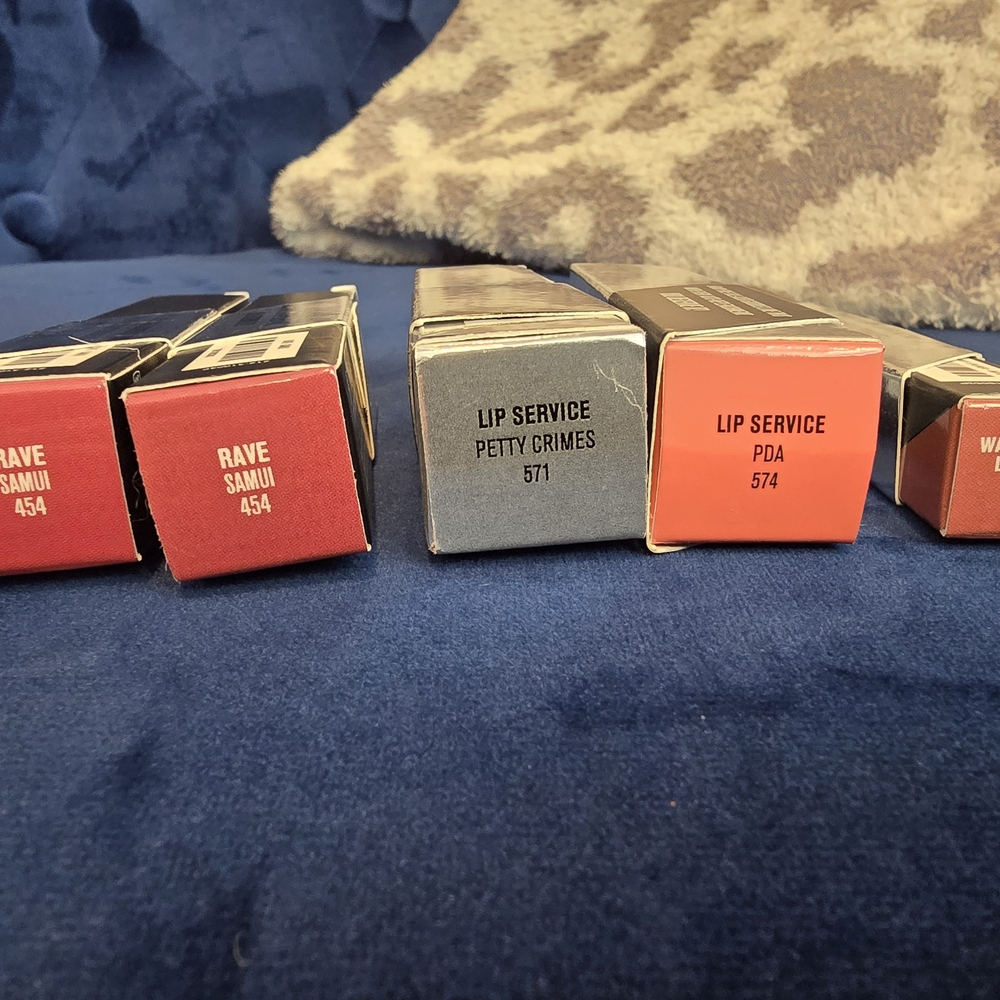 RAVE
SAMUI
454
RAVE
SAMUI
454
LIP SERVICE
PETTY CRIMES
571
LIP SERVICE
PDA
574